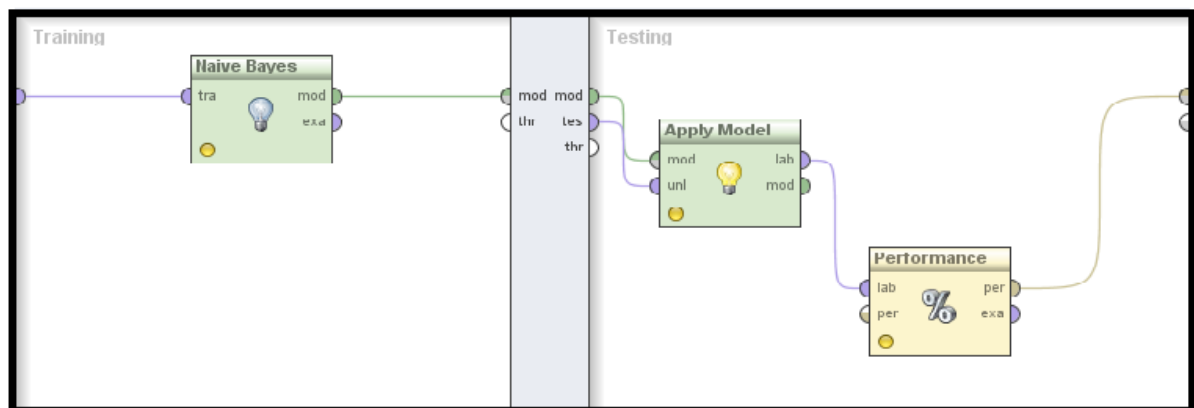 Training
Naive Bayes
tra mod
exa
mod mod
thr tes
thr
Testing
Apply Model
mod lab
unl mod
Performance
lab per
per exa
%